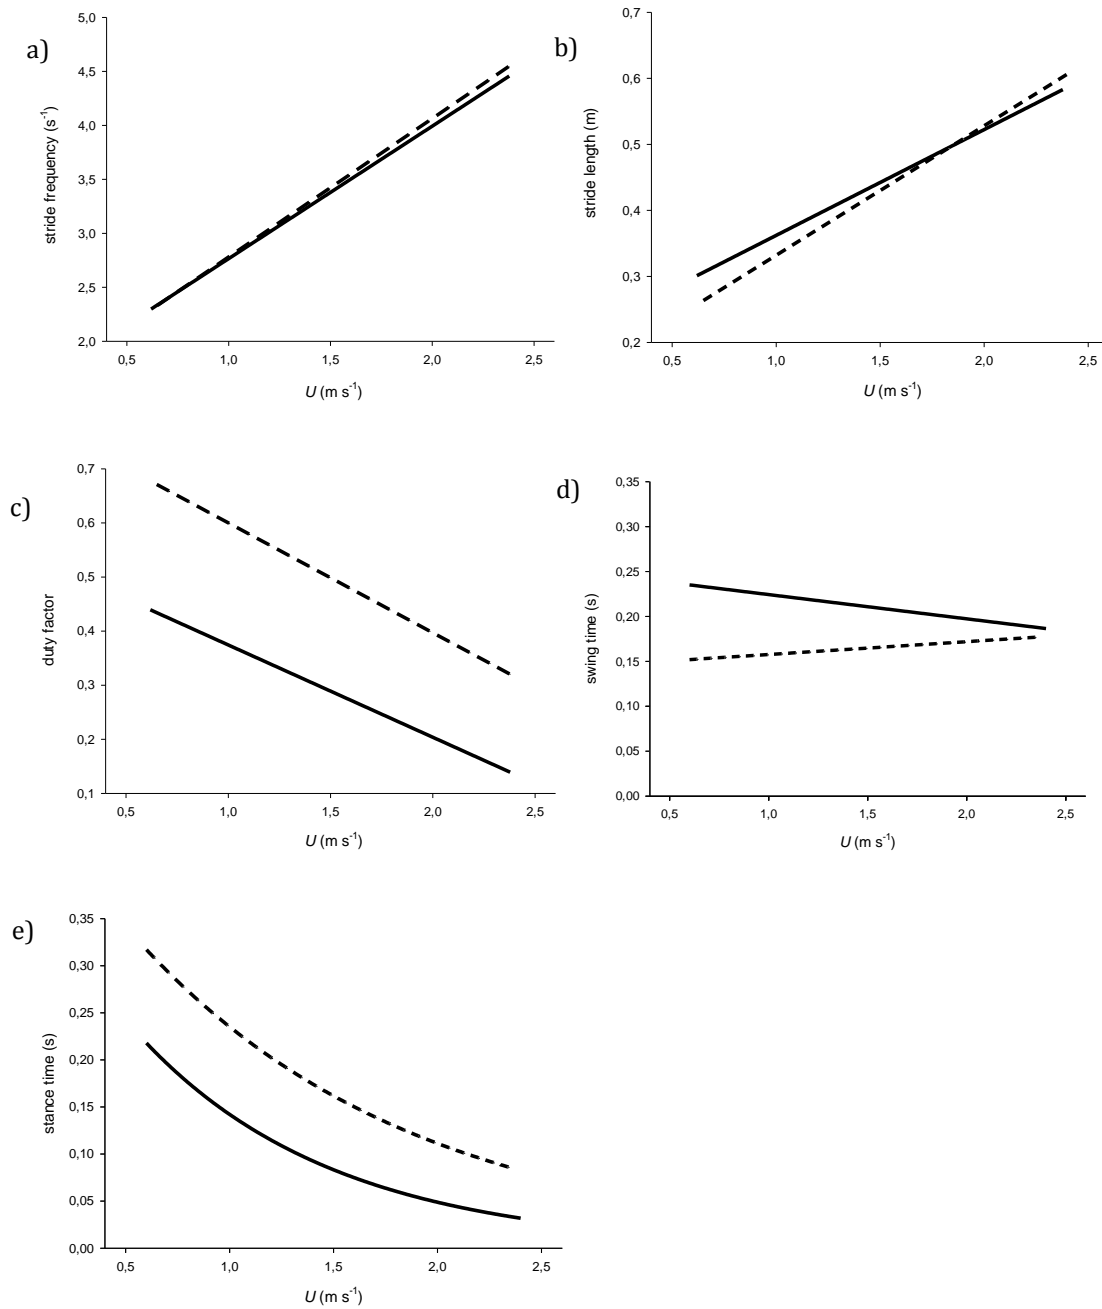 a)
stride frequency (s⁻¹)
5,0
4,5
4,0
3,5
3,0
2,5
2,0
0,5 1,0 1,5 2,0 2,5
U (m s⁻¹)
b)
stride length (m)
0,7
0,6
0,5
0,4
0,3
0,2
0,5 1,0 1,5 2,0 2,5
U (m s⁻¹)
c)
duty factor
0,7
0,6
0,5
0,4
0,3
0,2
0,1
0,5 1,0 1,5 2,0 2,5
U (m s⁻¹)
d)
swing time (s)
0,35
0,30
0,25
0,20
0,15
0,10
0,05
0,00
0,5 1,0 1,5 2,0 2,5
U (m s⁻¹)
e)
stance time (s)
0,35
0,30
0,25
0,20
0,15
0,10
0,05
0,00
0,5 1,0 1,5 2,0 2,5
U (m s⁻¹)